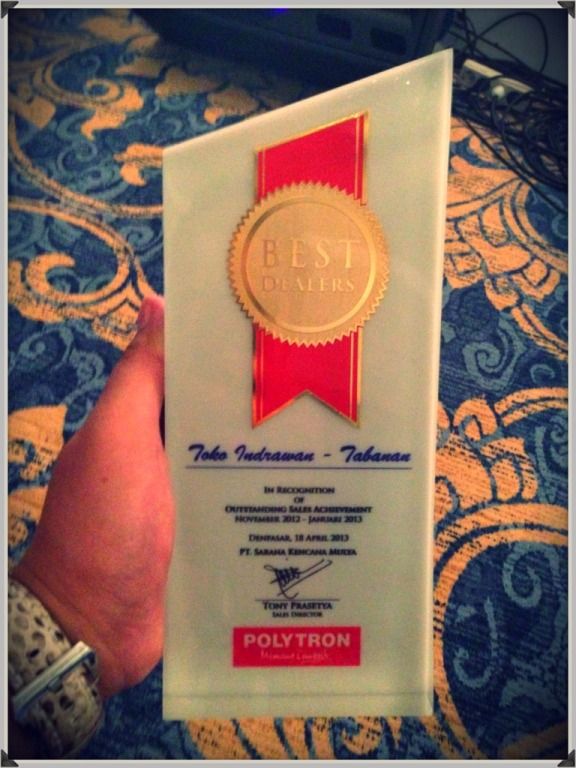 BEST
DEALERS
Toko Indrawan - Tabanan
In Recognition
of
Outstanding Sales Achievement
November 2012 - Januari 2013
Denpasar, 18 April 2013
PT. Sarana Kencana Mulya
Tony Prasetya
Sales Director
POLYTRON